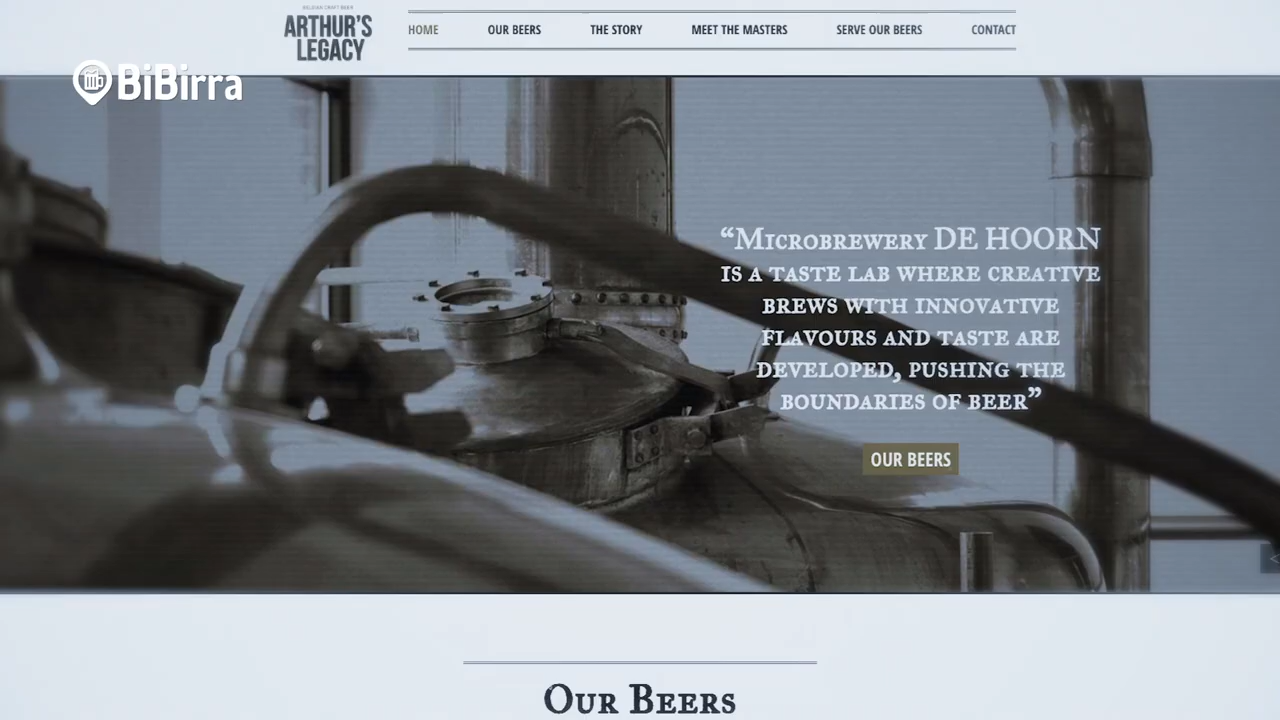 BELGIAN CRAFT BEER
ARTHUR'S
LEGACY
HOME
OUR BEERS
THE STORY
MEET THE MASTERS
SERVE OUR BEERS
CONTACT
BiBirra
“Microbrewery DE HOORN
is a taste lab where creative
brews with innovative
flavours and taste are
developed, pushing the
boundaries of beer”
OUR BEERS
Our Beers